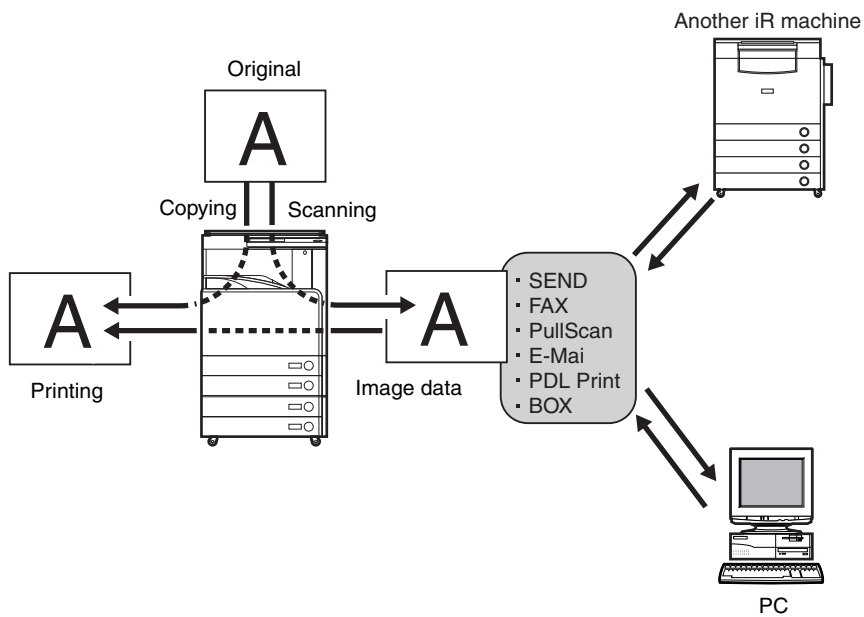 Another iR machine
Original
A
Copying
Scanning
A
A
Printing
Image data
· SEND
· FAX
· PullScan
· E-Mai
· PDL Print
· BOX
PC